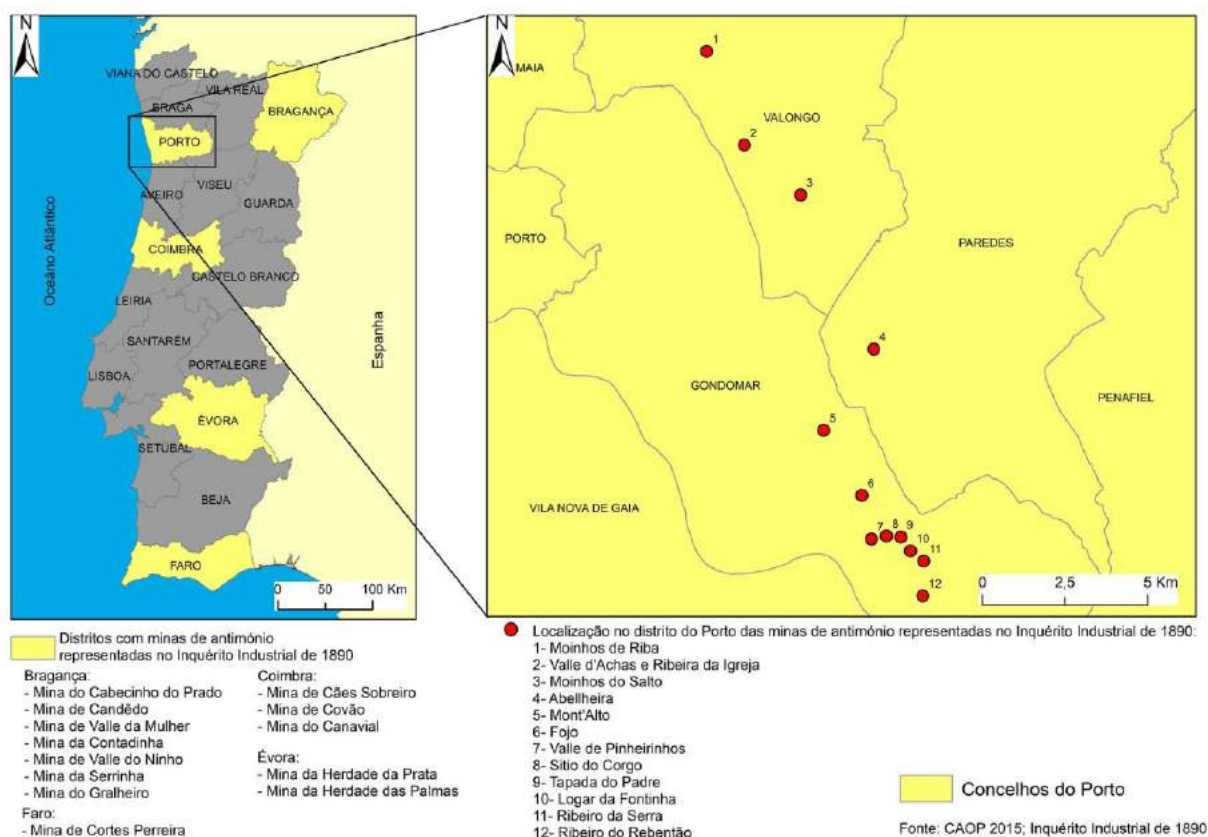 N
VIANA DO CASTELO
BRAGA
VILA REAL
BRAGANÇA
PORTO
AVEIRO
VISEU
GUARDA
COIMBRA
CASTELO BRANCO
LEIRIA
SANTARÉM
LISBOA
PORTALEGRE
ÉVORA
SETÚBAL
BEJA
FARO
Oceâno Atlântico
Espanha
0 50 100 Km
N
MAIA
VALONGO
PORTO
PAREDES
GONDOMAR
PENAFIEL
VILA NOVA DE GAIA
1
2
3
4
5
6
7
8
9
10
11
12
0 2,5 5 Km
Distritos com minas de antimónio
representadas no Inquérito Industrial de 1890
Bragança:
- Mina do Cabecinho do Prado
- Mina de Candêdo
- Mina de Valle da Mulher
- Mina da Contadinha
- Mina de Valle do Ninho
- Mina da Serrinha
- Mina do Gralheiro
Faro:
- Mina de Cortes Perreira
Coimbra:
- Mina de Cães Sobreiro
- Mina de Covão
- Mina do Canavial
Évora:
- Mina da Herdade da Prata
- Mina da Herdade das Palmas
Localização no distrito do Porto das minas de antimónio representadas no Inquérito Industrial de 1890:
1- Moinhos de Riba
2- Valle d'Achas e Ribeira da Igreja
3- Moinhos do Salto
4- Abellheira
5- Mont'Alto
6- Fojo
7- Valle de Pinheirinhos
8- Sítio do Corgo
9- Tapada do Padre
10- Logar da Fontinha
11- Ribeiro da Serra
12- Ribeiro do Rebentão
Concelhos do Porto
Fonte: CAOP 2015; Inquérito Industrial de 1890